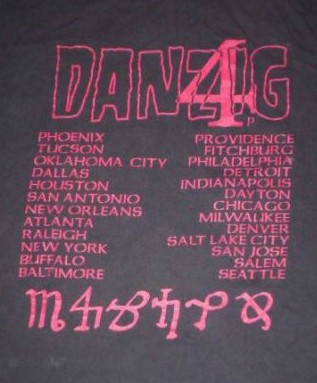 DANZIG
4P
PHOENIX
TUCSON
OKLAHOMA CITY
DALLAS
HOUSTON
SAN ANTONIO
NEW ORLEANS
ATLANTA
RALEIGH
NEW YORK
BUFFALO
BALTIMORE
PROVIDENCE
FITCHBURG
PHILADELPHIA
DETROIT
INDIANAPOLIS
DAYTON
CHICAGO
MILWAUKEE
DENVER
SALT LAKE CITY
SAN JOSE
SALEM
SEATTLE